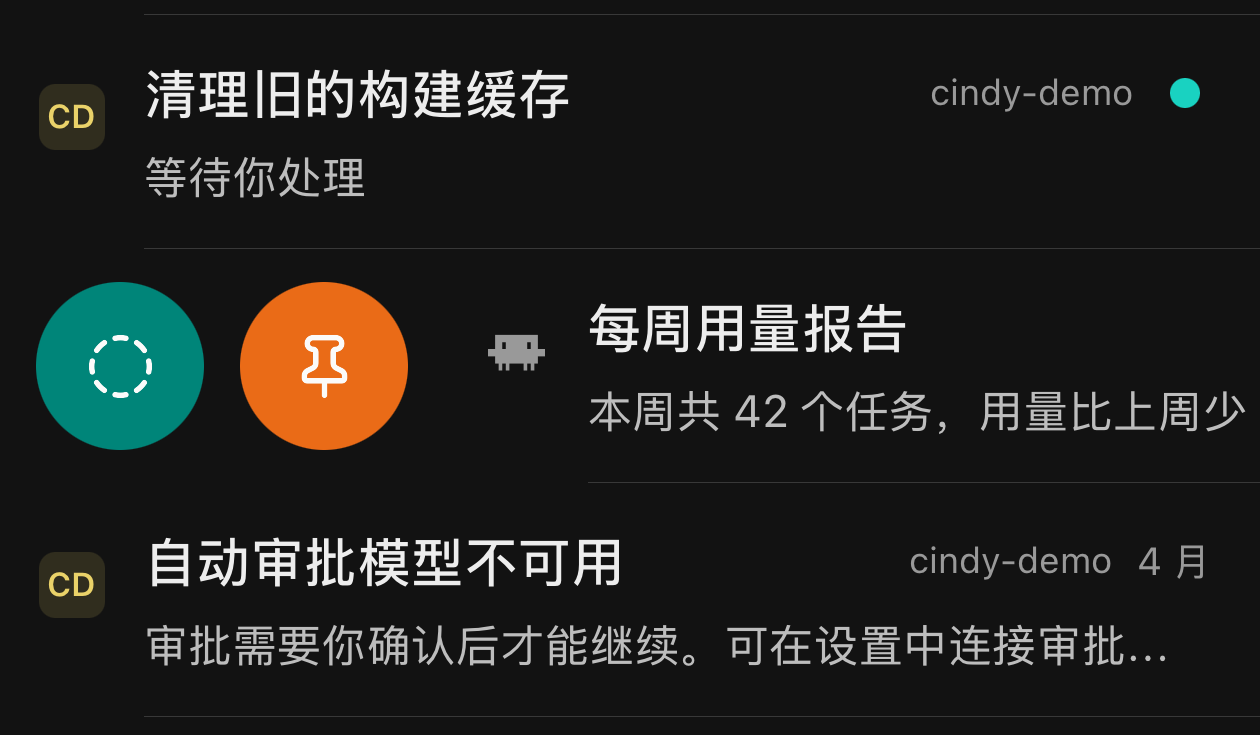 CD
清理旧的构建缓存
cindy-demo
等待你处理
每周用量报告
本周共 42 个任务，用量比上周少
CD
自动审批模型不可用
cindy-demo 4 月
审批需要你确认后才能继续。可在设置中连接审批…